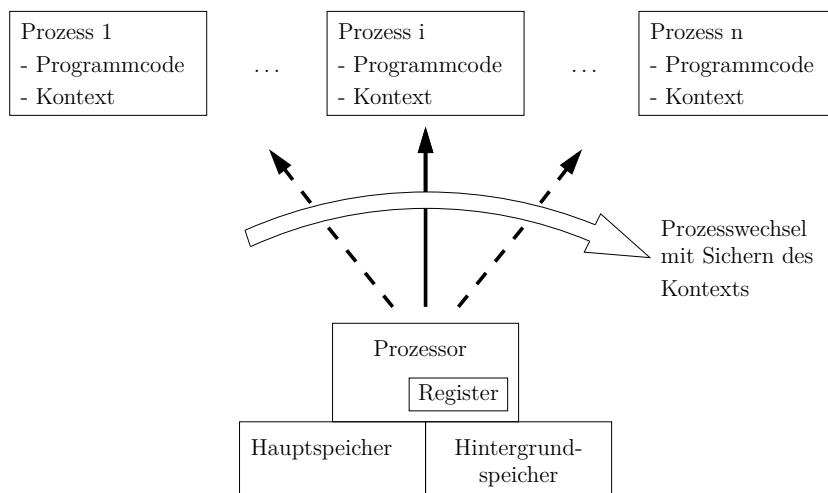 Prozess 1
- Programmcode
- Kontext
...
Prozess i
- Programmcode
- Kontext
...
Prozess n
- Programmcode
- Kontext
Prozesswechsel
mit Sichern des
Kontexts
Prozessor
Register
Hauptspeicher
Hintergrund-
speicher